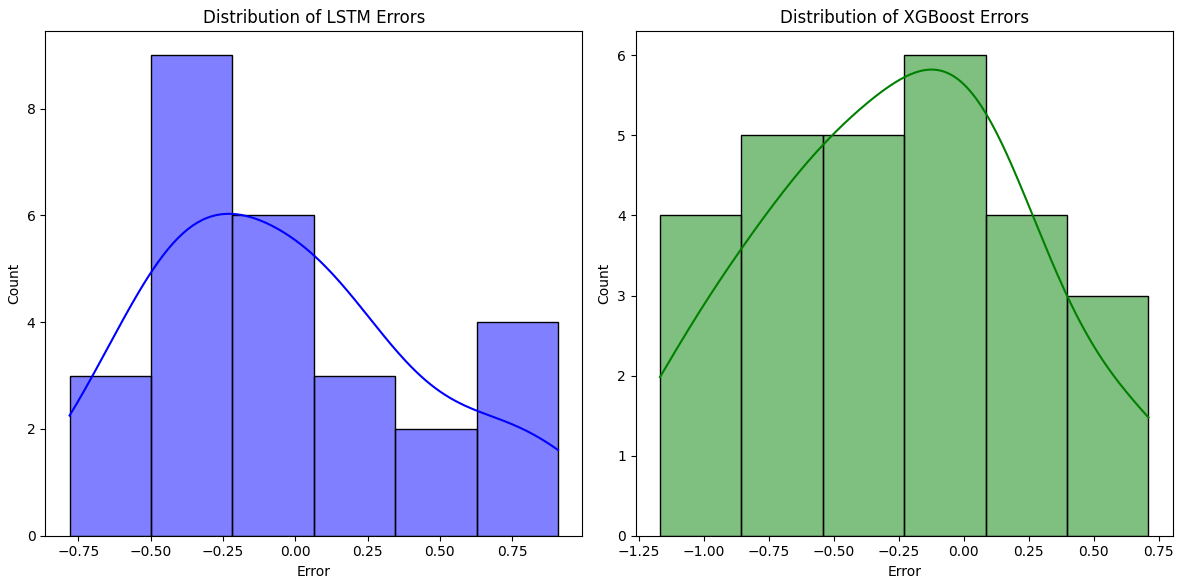 Distribution of LSTM Errors
Count
8
6
4
2
0
−0.75 −0.50 −0.25 0.00 0.25 0.50 0.75
Error
Distribution of XGBoost Errors
Count
6
5
4
3
2
1
0
−1.25 −1.00 −0.75 −0.50 −0.25 0.00 0.25 0.50 0.75
Error